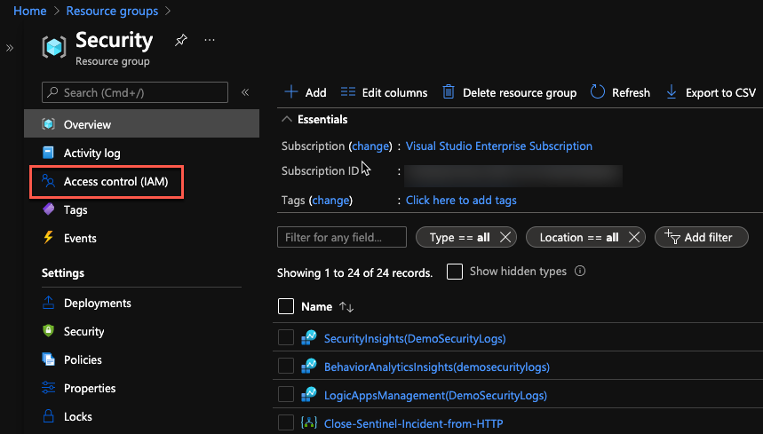 Home > Resource groups >
»
Security
...
Resource group
Search (Cmd+/)
«
Overview
Activity log
Access control (IAM)
Tags
Events
Settings
Deployments
Security
Policies
Properties
Locks
Add
Edit columns
Delete resource group
Refresh
Export to CSV
Essentials
Subscription (change) : Visual Studio Enterprise Subscription
Subscription ID :
Tags (change) : Click here to add tags
Filter for any field...
Type == all
Location == all
Add filter
Showing 1 to 24 of 24 records.
Show hidden types
Name ↑↓
SecurityInsights(DemoSecurityLogs)
BehaviorAnalyticsInsights(demosecuritylogs)
LogicAppsManagement(DemoSecurityLogs)
Close-Sentinel-Incident-from-HTTP